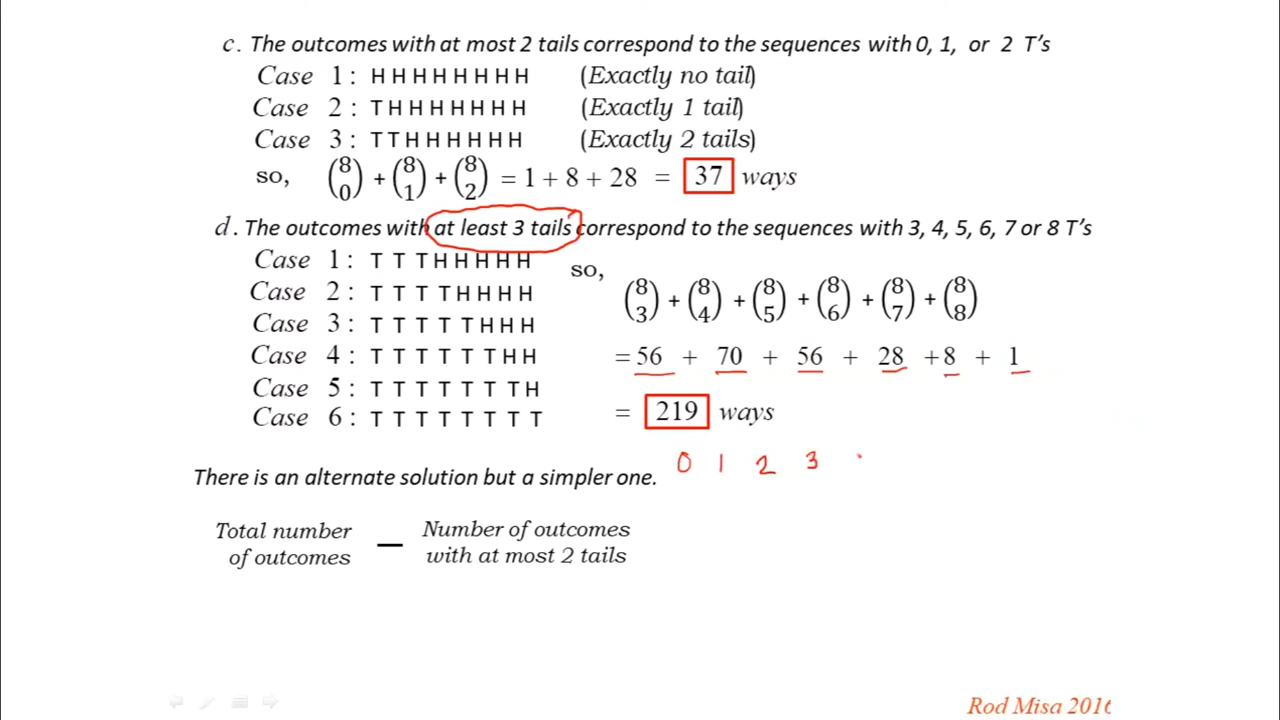 c. The outcomes with at most 2 tails correspond to the sequences with 0, 1, or 2 T's
Case 1 : H H H H H H H H (Exactly no tail)
Case 2 : T H H H H H H H (Exactly 1 tail)
Case 3 : T T H H H H H H (Exactly 2 tails)
so, (8 0) + (8 1) + (8 2) = 1 + 8 + 28 = 37 ways
d. The outcomes with at least 3 tails correspond to the sequences with 3, 4, 5, 6, 7 or 8 T's
Case 1 : T T T H H H H H
Case 2 : T T T T H H H H
Case 3 : T T T T T H H H
Case 4 : T T T T T T H H
Case 5 : T T T T T T T H
Case 6 : T T T T T T T T
so,
(8 3) + (8 4) + (8 5) + (8 6) + (8 7) + (8 8)
= 56 + 70 + 56 + 28 + 8 + 1
= 219 ways
0 1 2 3
There is an alternate solution but a simpler one.
Total number
of outcomes
—
Number of outcomes
with at most 2 tails
Rod Misa 2016